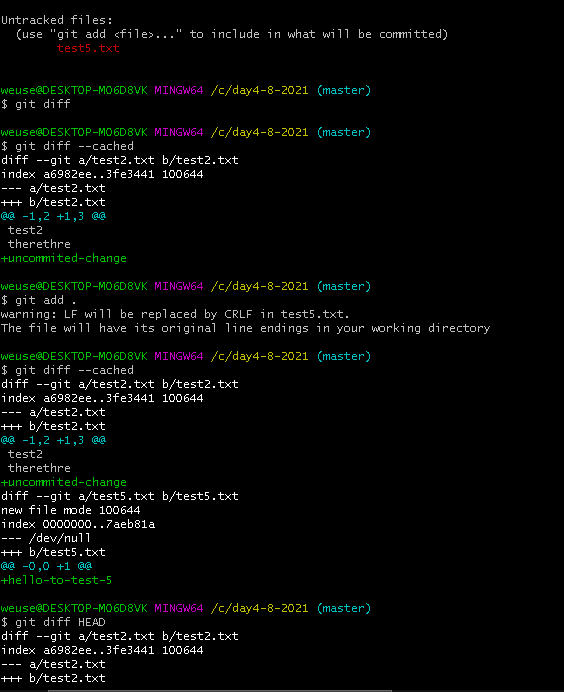 Untracked files:
  (use "git add <file>..." to include in what will be committed)
        test5.txt
weuse@DESKTOP-MO6D8VK MINGW64 /c/day4-8-2021 (master)
$ git diff
weuse@DESKTOP-MO6D8VK MINGW64 /c/day4-8-2021 (master)
$ git diff --cached
diff --git a/test2.txt b/test2.txt
index a6982ee..3fe3441 100644
--- a/test2.txt
+++ b/test2.txt
@@ -1,2 +1,3 @@
 test2
 therethre
+uncommited-change
weuse@DESKTOP-MO6D8VK MINGW64 /c/day4-8-2021 (master)
$ git add .
warning: LF will be replaced by CRLF in test5.txt.
The file will have its original line endings in your working directory
weuse@DESKTOP-MO6D8VK MINGW64 /c/day4-8-2021 (master)
$ git diff --cached
diff --git a/test2.txt b/test2.txt
index a6982ee..3fe3441 100644
--- a/test2.txt
+++ b/test2.txt
@@ -1,2 +1,3 @@
 test2
 therethre
+uncommited-change
diff --git a/test5.txt b/test5.txt
new file mode 100644
index 0000000..7aeb81a
--- /dev/null
+++ b/test5.txt
@@ -0,0 +1 @@
+hello-to-test-5
weuse@DESKTOP-MO6D8VK MINGW64 /c/day4-8-2021 (master)
$ git diff HEAD
diff --git a/test2.txt b/test2.txt
index a6982ee..3fe3441 100644
--- a/test2.txt
+++ b/test2.txt